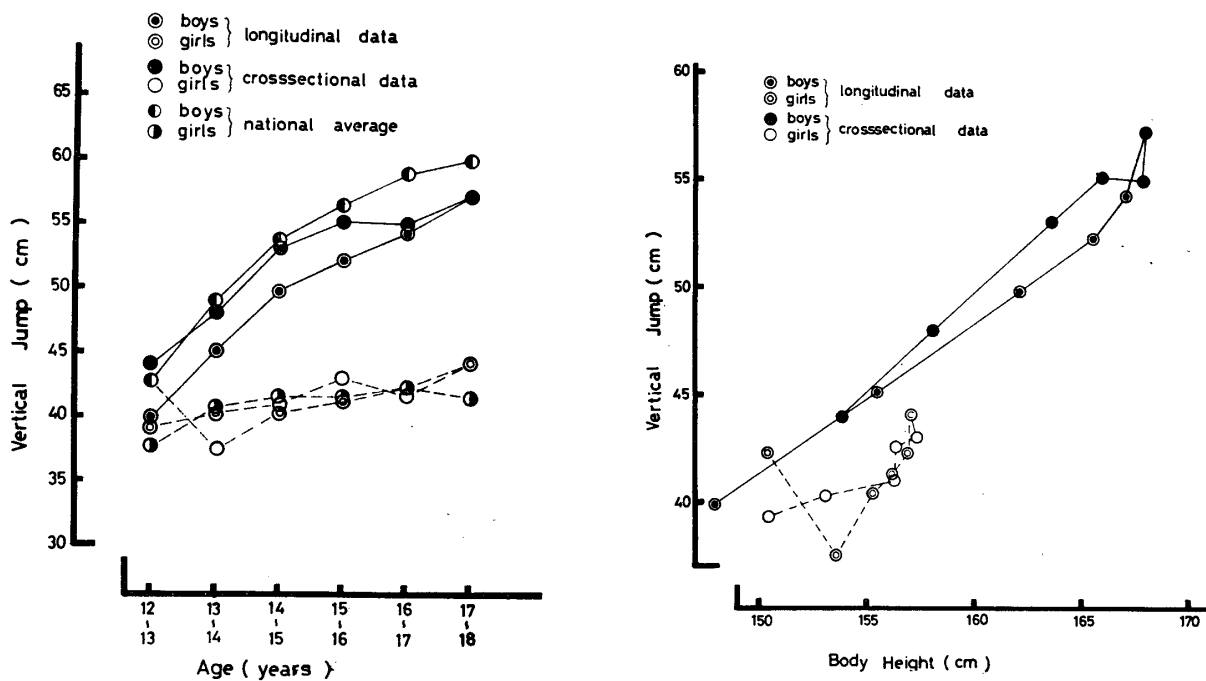 boys
girls
longitudinal data
boys
girls
crosssectional data
boys
girls
national average
65
60
55
50
45
40
35
30
Vertical Jump ( cm )
12 13 14 15 16 17
~ ~ ~ ~ ~ ~
13 14 15 16 17 18
Age ( years )
boys
girls
longitudinal data
boys
girls
crosssectional data
60
55
50
45
40
Vertical Jump ( cm )
150 155 160 165 170
Body Height ( cm )